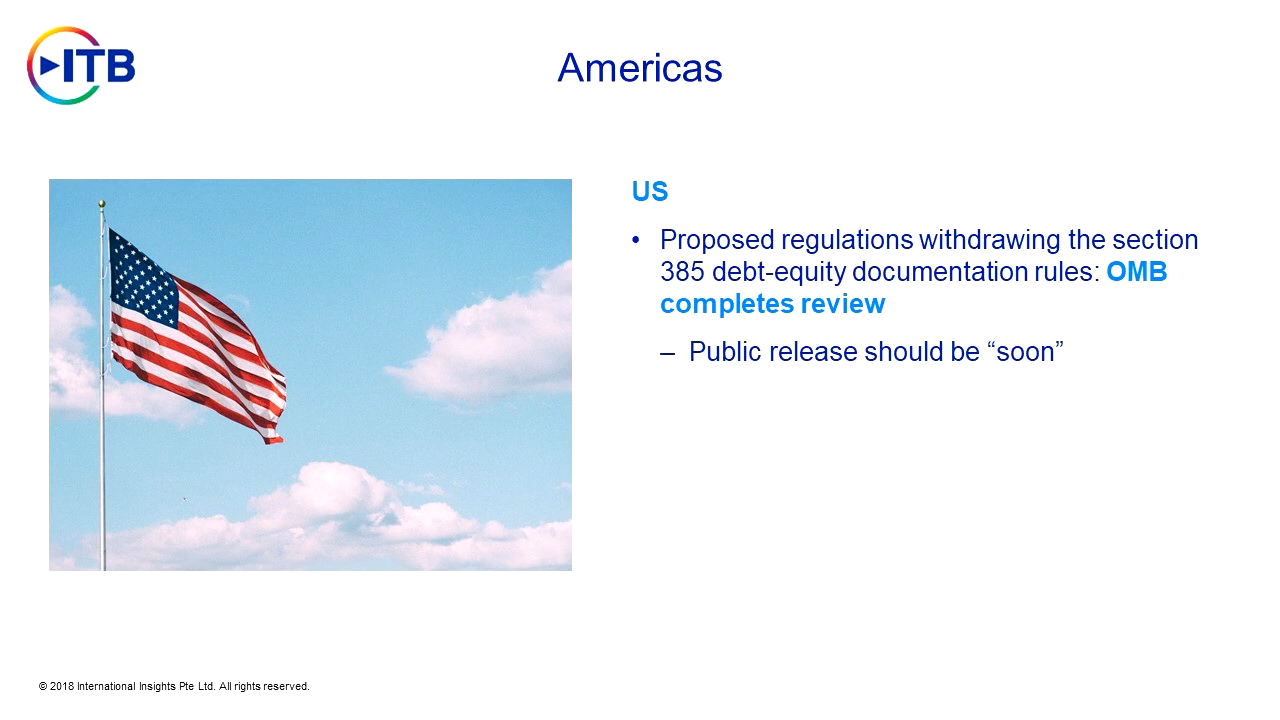 ITB
Americas
US
• Proposed regulations withdrawing the section
385 debt-equity documentation rules: OMB
completes review
– Public release should be “soon”
© 2018 International Insights Pte Ltd. All rights reserved.